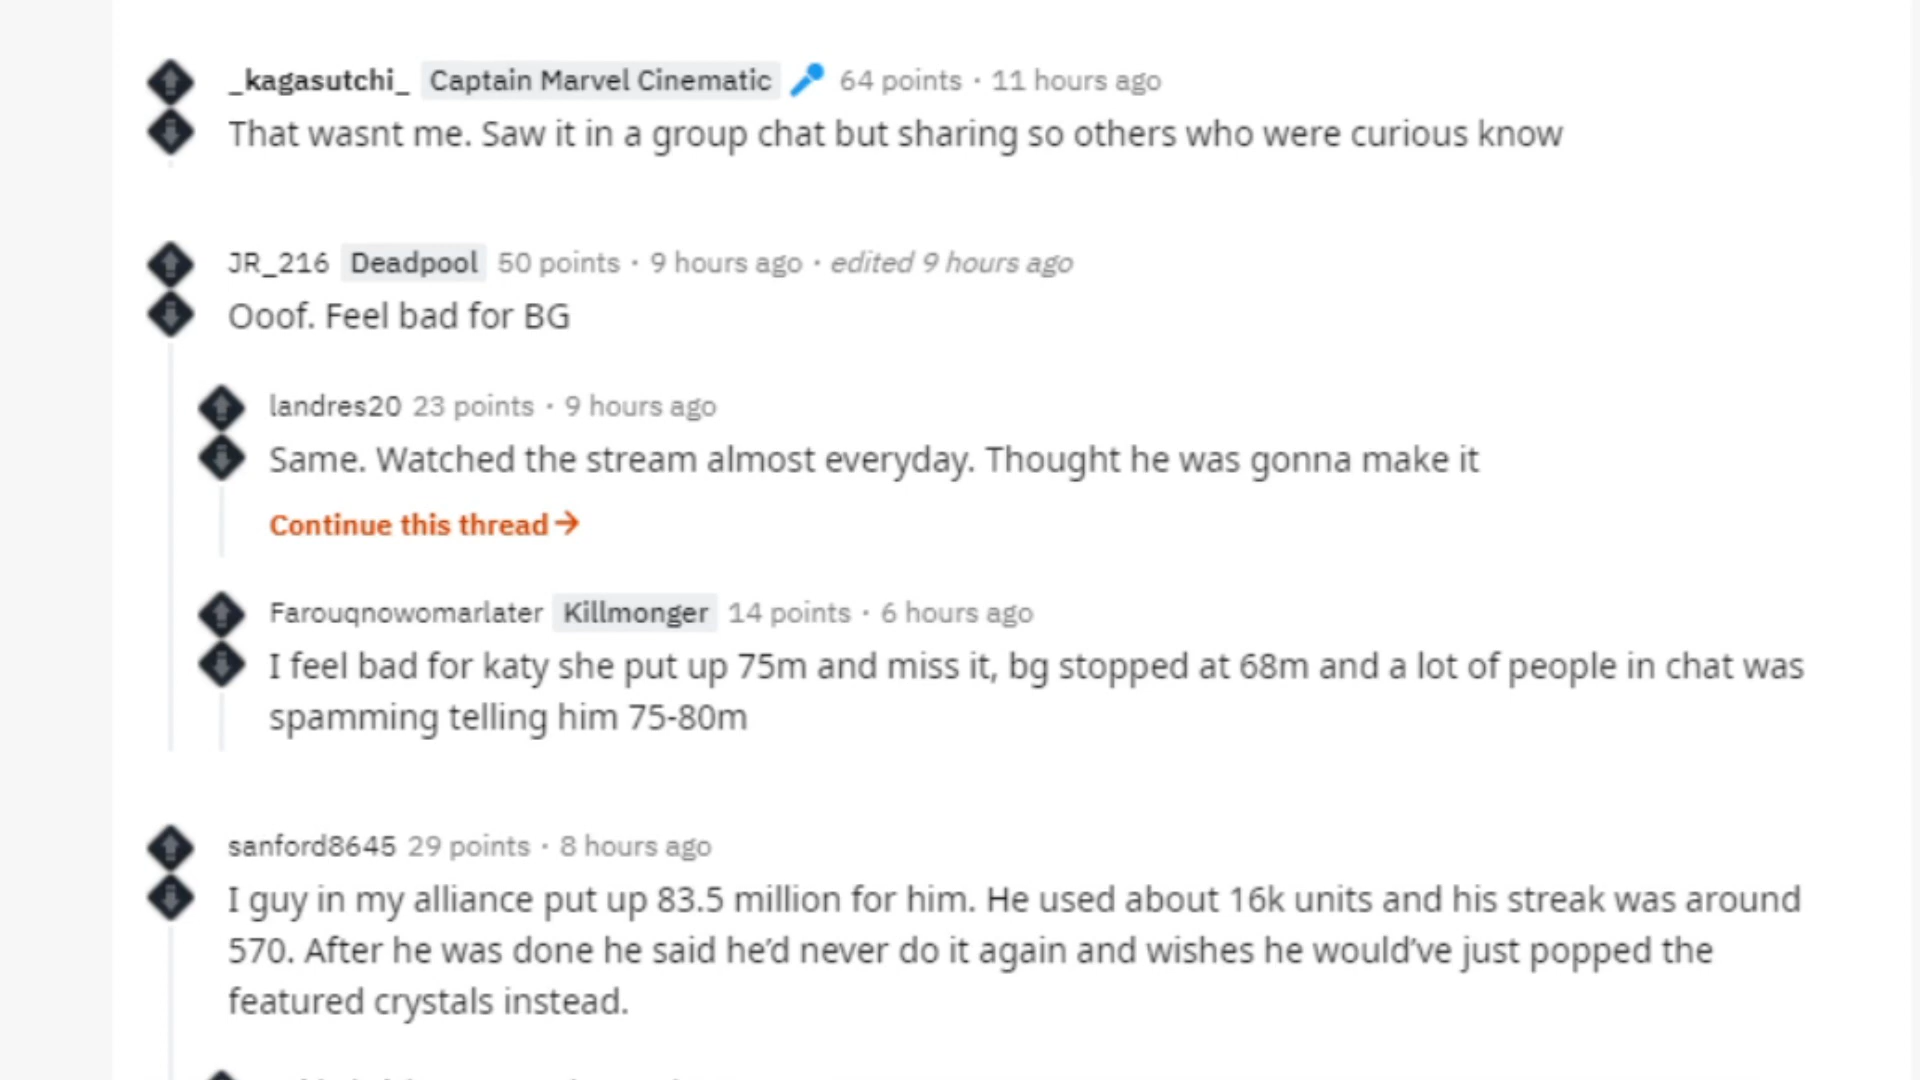 _kagasutchi_ Captain Marvel Cinematic 64 points · 11 hours ago
That wasnt me. Saw it in a group chat but sharing so others who were curious know
JR_216 Deadpool 50 points · 9 hours ago · edited 9 hours ago
Ooof. Feel bad for BG
landres20 23 points · 9 hours ago
Same. Watched the stream almost everyday. Thought he was gonna make it
Continue this thread →
Farouqnowomarlater Killmonger 14 points · 6 hours ago
I feel bad for katy she put up 75m and miss it, bg stopped at 68m and a lot of people in chat was
spamming telling him 75-80m
sanford8645 29 points · 8 hours ago
I guy in my alliance put up 83.5 million for him. He used about 16k units and his streak was around
570. After he was done he said he’d never do it again and wishes he would’ve just popped the
featured crystals instead.